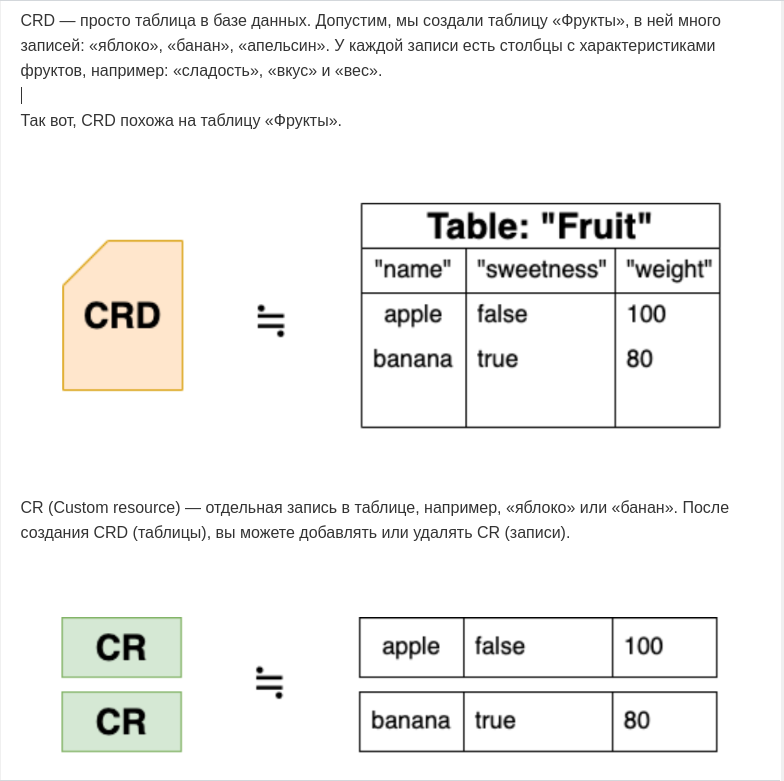 CRD — просто таблица в базе данных. Допустим, мы создали таблицу «Фрукты», в ней много
записей: «яблоко», «банан», «апельсин». У каждой записи есть столбцы с характеристиками
фруктов, например: «сладость», «вкус» и «вес».
Так вот, CRD похожа на таблицу «Фрукты».
CRD
≒
Table: "Fruit"
"name" "sweetness" "weight"
apple false 100
banana true 80
CR (Custom resource) — отдельная запись в таблице, например, «яблоко» или «банан». После
создания CRD (таблицы), вы можете добавлять или удалять CR (записи).
CR
CR
≒
apple false 100
banana true 80